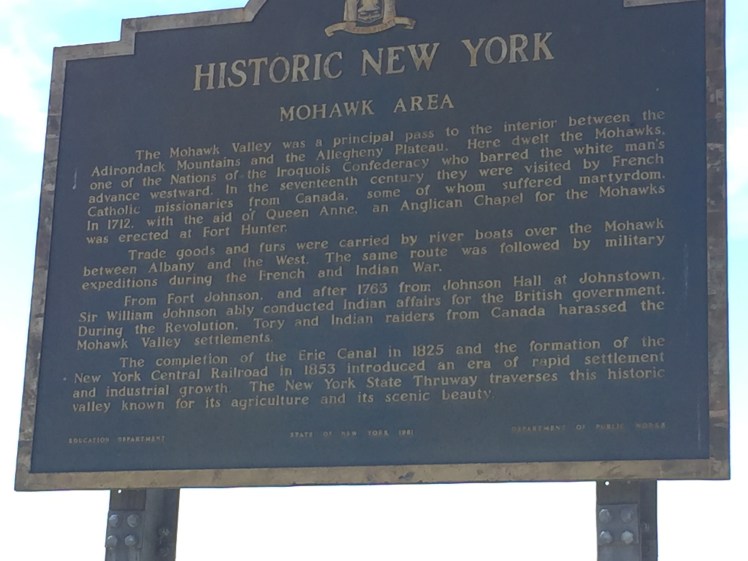 HISTORIC NEW YORK
MOHAWK AREA
The Mohawk Valley was a principal pass to the interior between the
Adirondack Mountains and the Allegheny Plateau. Here dwelt the Mohawks,
one of the Nations of the Iroquois Confederacy who barred the white man's
advance westward. In the seventeenth century they were visited by French
Catholic missionaries from Canada, some of whom suffered martyrdom.
In 1712, with the aid of Queen Anne, an Anglican Chapel for the Mohawks
was erected at Fort Hunter.
Trade goods and furs were carried by river boats over the Mohawk
between Albany and the West. The same route was followed by military
expeditions during the French and Indian War.
From Fort Johnson, and after 1763 from Johnson Hall at Johnstown,
Sir William Johnson ably conducted Indian affairs for the British government.
During the Revolution, Tory and Indian raiders from Canada harassed the
Mohawk Valley settlements.
The completion of the Erie Canal in 1825 and the formation of the
New York Central Railroad in 1853 introduced an era of rapid settlement
and industrial growth. The New York State Thruway traverses this historic
valley known for its agriculture and its scenic beauty.
EDUCATION DEPARTMENT STATE OF NEW YORK DEPARTMENT OF PUBLIC WORKS